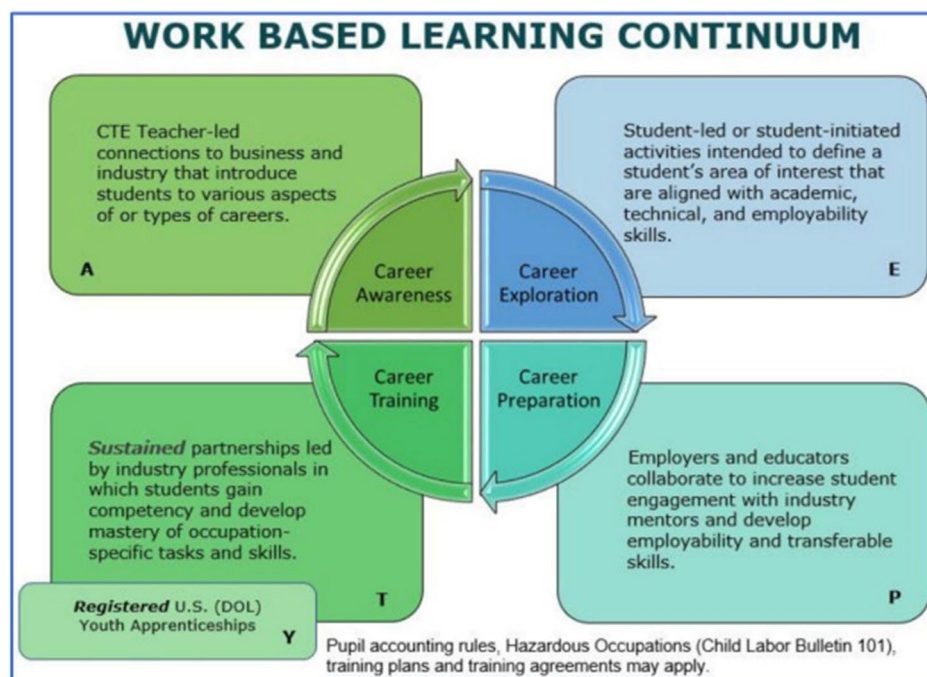 WORK BASED LEARNING CONTINUUM
CTE Teacher-led
connections to business and
industry that introduce
students to various aspects
of or types of careers.
A
Student-led or student-initiated
activities intended to define a
student's area of interest that
are aligned with academic,
technical, and employability
skills.
E
Career
Awareness
Career
Exploration
Career
Training
Career
Preparation
Sustained partnerships led
by industry professionals in
which students gain
competency and develop
mastery of occupation-
specific tasks and skills.
T
Registered U.S. (DOL)
Youth Apprenticeships
Y
Employers and educators
collaborate to increase student
engagement with industry
mentors and develop
employability and transferable
skills.
P
Pupil accounting rules, Hazardous Occupations (Child Labor Bulletin 101),
training plans and training agreements may apply.